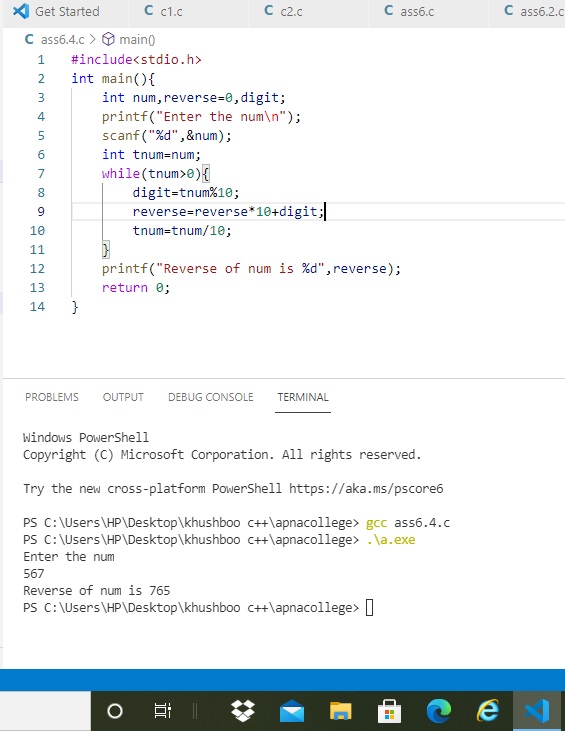 Get Started
C c1.c
C c2.c
C ass6.c
C ass6.2.c
C ass6.4.c > main()
1 #include<stdio.h>
2 int main(){
3 int num,reverse=0,digit;
4 printf("Enter the num\n");
5 scanf("%d",&num);
6 int tnum=num;
7 while(tnum>0){
8 digit=tnum%10;
9 reverse=reverse*10+digit;
10 tnum=tnum/10;
11 }
12 printf("Reverse of num is %d",reverse);
13 return 0;
14 }
PROBLEMS OUTPUT DEBUG CONSOLE TERMINAL
Windows PowerShell
Copyright (C) Microsoft Corporation. All rights reserved.
Try the new cross-platform PowerShell https://aka.ms/pscore6
PS C:\Users\HP\Desktop\khushboo c++\apnacollege> gcc ass6.4.c
PS C:\Users\HP\Desktop\khushboo c++\apnacollege> .\a.exe
Enter the num
567
Reverse of num is 765
PS C:\Users\HP\Desktop\khushboo c++\apnacollege>